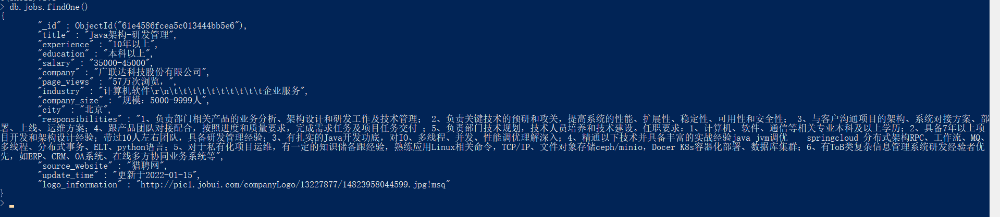 > db.jobs.findOne()
{
"_id" : ObjectId("61e4586fcea5c013444bb5e6"),
"title" : "Java架构-研发管理",
"experience" : "10年以上",
"education" : "本科以上",
"salary" : "35000-45000",
"company" : "广联达科技股份有限公司",
"page_views" : "57万次浏览，",
"industry" : "计算机软件\r\n\t\t\t\t\t\t\t\t\t\t企业服务",
"company_size" : "规模：5000-9999人",
"city" : "北京",
"responsibilities" : "1、负责部门相关产品的业务分析、架构设计和研发工作及技术管理； 2、负责关键技术的预研和攻关，提高系统的性能、扩展性、稳定性、可用性和安全性； 3、与客户沟通项目的架构、系统对接方案、部
署、上线、运维方案；4、跟产品团队对接配合，按照进度和质量要求，完成需求任务及项目任务交付 ；5、负责部门技术规划，技术人员培养和技术建设。任职要求：1、计算机、软件、通信等相关专业本科及以上学历；2、具备7年以上项
目开发和架构设计经验；带过10人左右团队，具备研发管理经验；3、有扎实的Java开发功底，对IO、多线程、并发、性能调优理解深入；4、精通以下技术并具备丰富的实战经验java jvm调优 springcloud 分布式架构RPC、工作流、MQ、
多线程、分布式事务、ELT、python语言；5、对于私有化项目运维，有一定的知识储备跟经验，熟练应用Linux相关命令，TCP/IP、文件对象存储ceph/minio，Docer K8s容器化部署、数据库集群；6、有ToB类复杂信息管理系统研发经验者优
先，如ERP、CRM、OA系统、在线多方协同业务系统等",
"source_website" : "猎聘网",
"update_time" : "更新于2022-01-15",
"logo_information" : "http://pic1.jobui.com/companyLogo/13227877/14823958044599.jpg!msq"
}
>